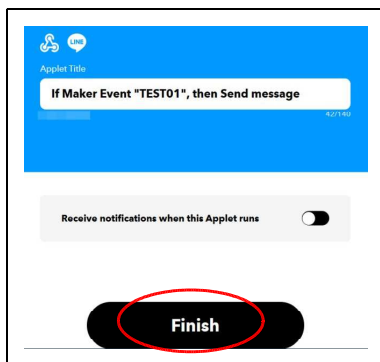 LINE
Applet Title
If Maker Event "TEST01", then Send message
42/140
Receive notifications when this Applet runs
Finish